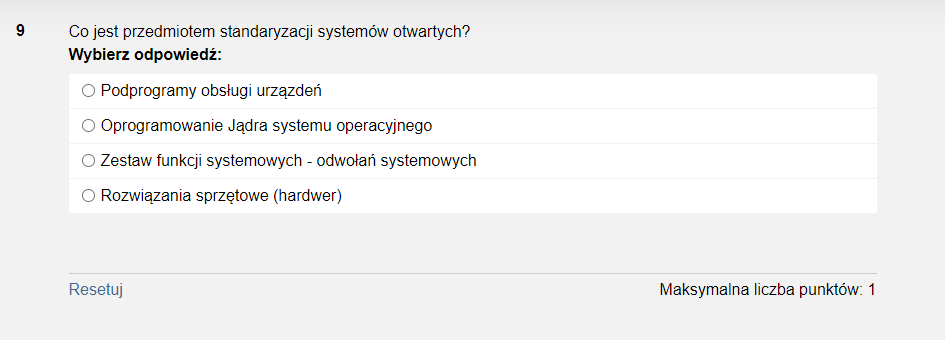 9 Co jest przedmiotem standaryzacji systemów otwartych?
Wybierz odpowiedź:
Podprogramy obsługi urządzeń
Oprogramowanie Jądra systemu operacyjnego
Zestaw funkcji systemowych - odwołań systemowych
Rozwiązania sprzętowe (hardwer)
Resetuj Maksymalna liczba punktów: 1